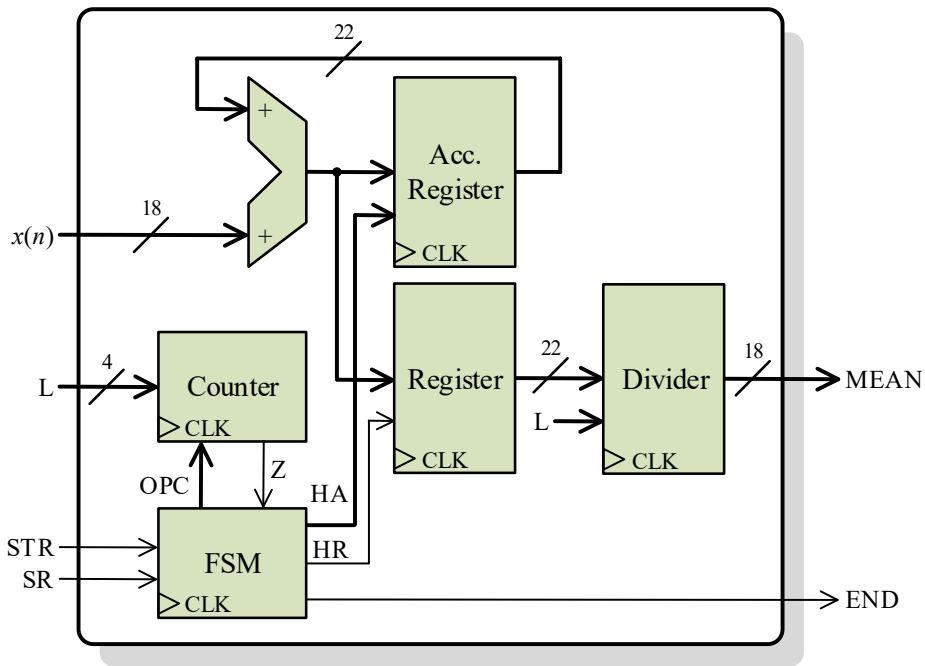 22
+
Acc.
Register
18
x(n)
+
CLK
22
18
4
L
Counter
Register
Divider
MEAN
L
CLK
CLK
CLK
OPC
Z
HA
STR
FSM
HR
SR
CLK
END